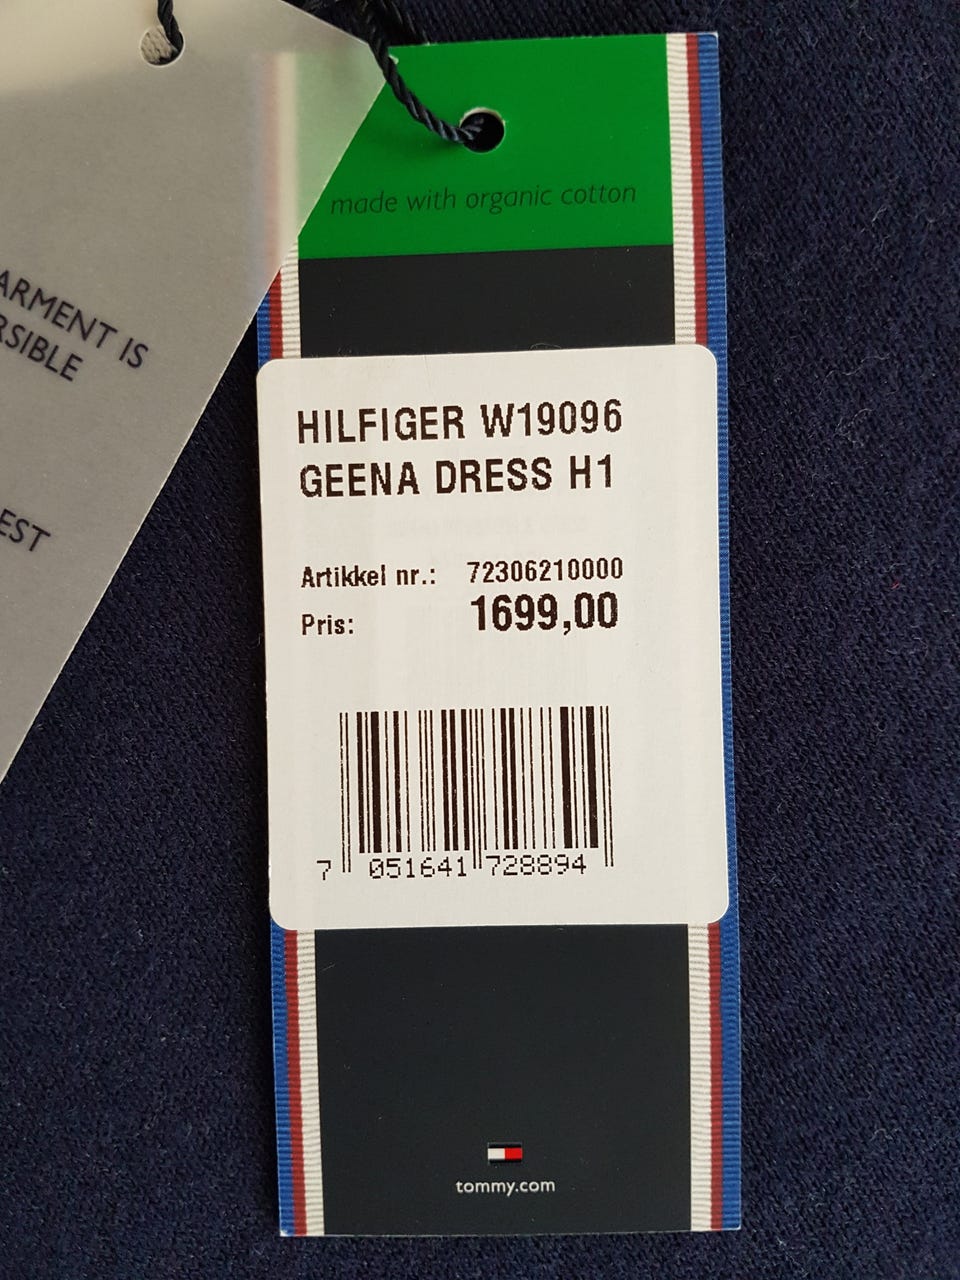 made with organic cotton
ARMENT IS
RSIBLE
EST
HILFIGER W19096
GEENA DRESS H1
Artikkel nr.: 72306210000
Pris: 1699,00
7 051641 728894
tommy.com